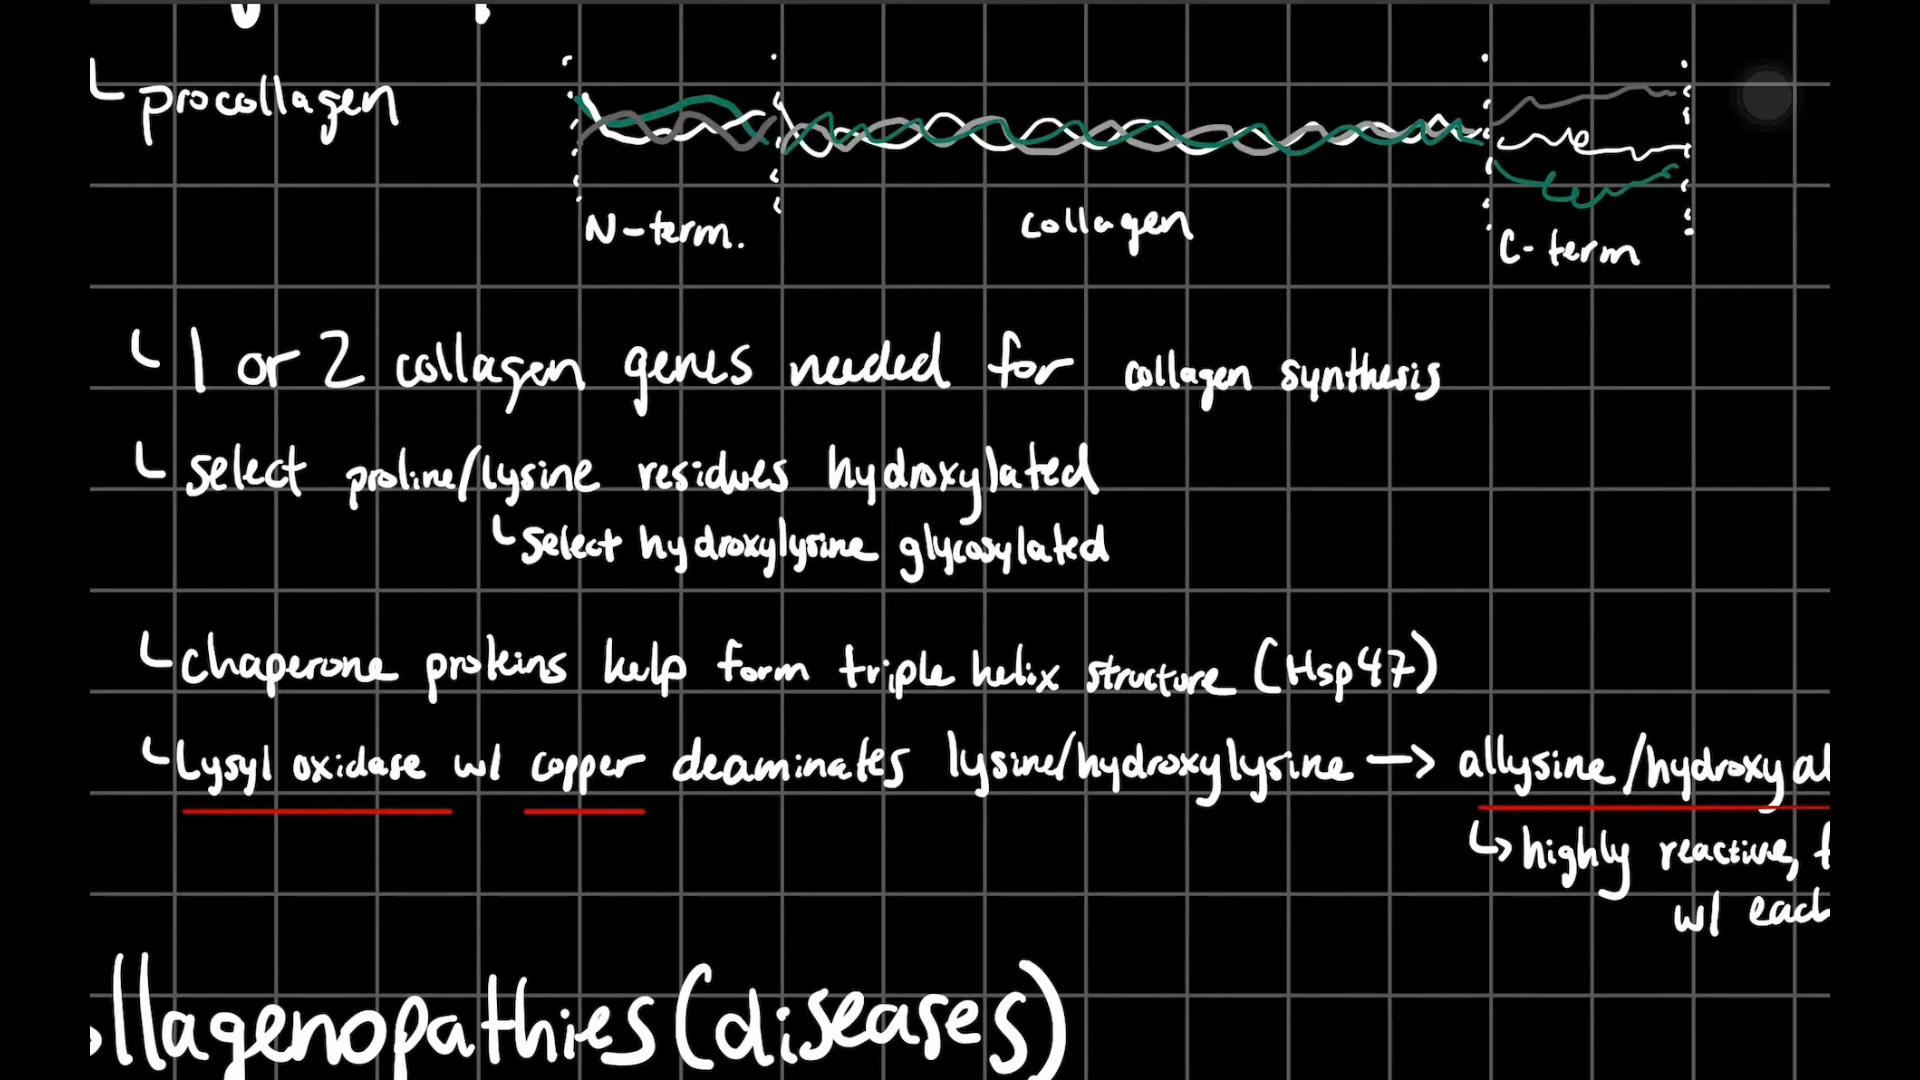 procollagen
N-term.
collagen
C-term
1 or 2 collagen genes needed for collagen synthesis
select proline/lysine residues hydroxylated
select hydroxylysine glycosylated
chaperone proteins help form triple helix structure (Hsp47)
Lysyl oxidase w/ copper deaminates lysine/hydroxylysine → allysine/hydroxyal
↳ highly reactive,
w/ each
ollagenopathies (diseases)